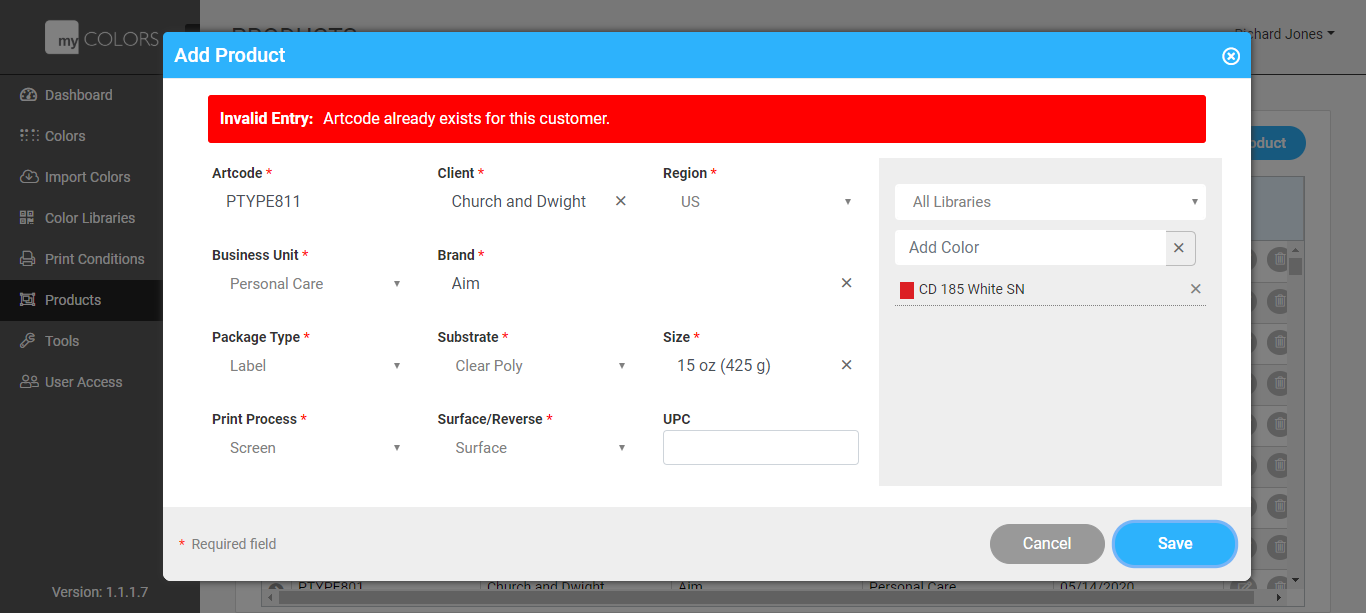 my COLORS
PRODUCTS
Richard Jones
Add Product
Dashboard
Colors
Import Colors
Color Libraries
Print Conditions
Products
Tools
User Access
Version: 1.1.1.7
Invalid Entry: Artcode already exists for this customer.
Artcode * Client * Region *
PTYPE811 Church and Dwight US
Business Unit * Brand *
Personal Care Aim
Package Type * Substrate * Size *
Label Clear Poly 15 oz (425 g)
Print Process * Surface/Reverse * UPC
Screen Surface
All Libraries
Add Color
CD 185 White SN
* Required field
Cancel Save
PTYPE801 Church and Dwight Aim Personal Care 05/14/2020